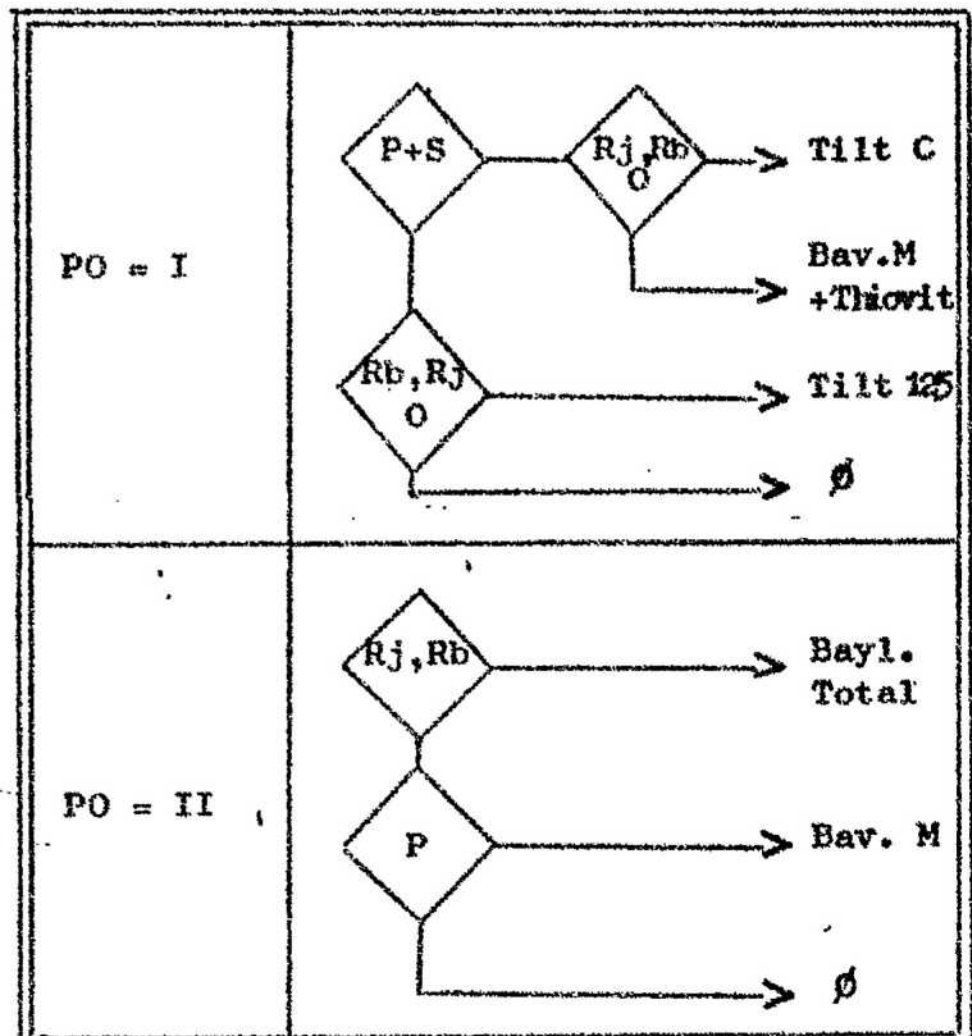 P+S
Rj,Rb
O
Tilt C
PO = I
Bav.M
+Thiovit
Rb,Rj
O
Tilt 125
Ø
Rj,Rb
Bayl.
Total
PO = II
P
Bav. M
Ø